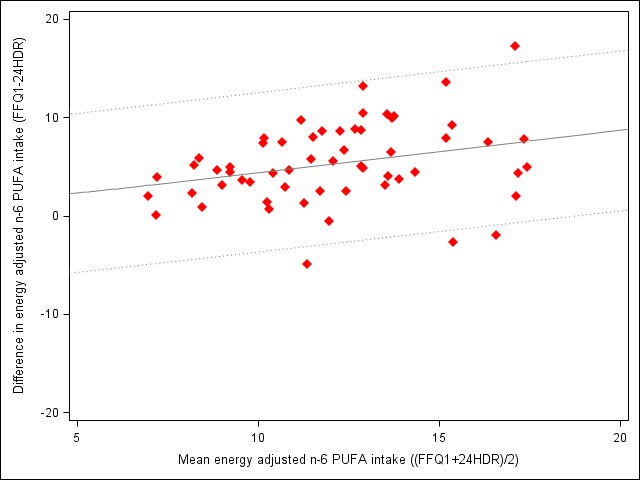 Difference in energy adjusted n-6 PUFA intake (FFQ1-24HDR)
20
10
0
-10
-20
5 10 15 20
Mean energy adjusted n-6 PUFA intake ((FFQ1+24HDR)/2)